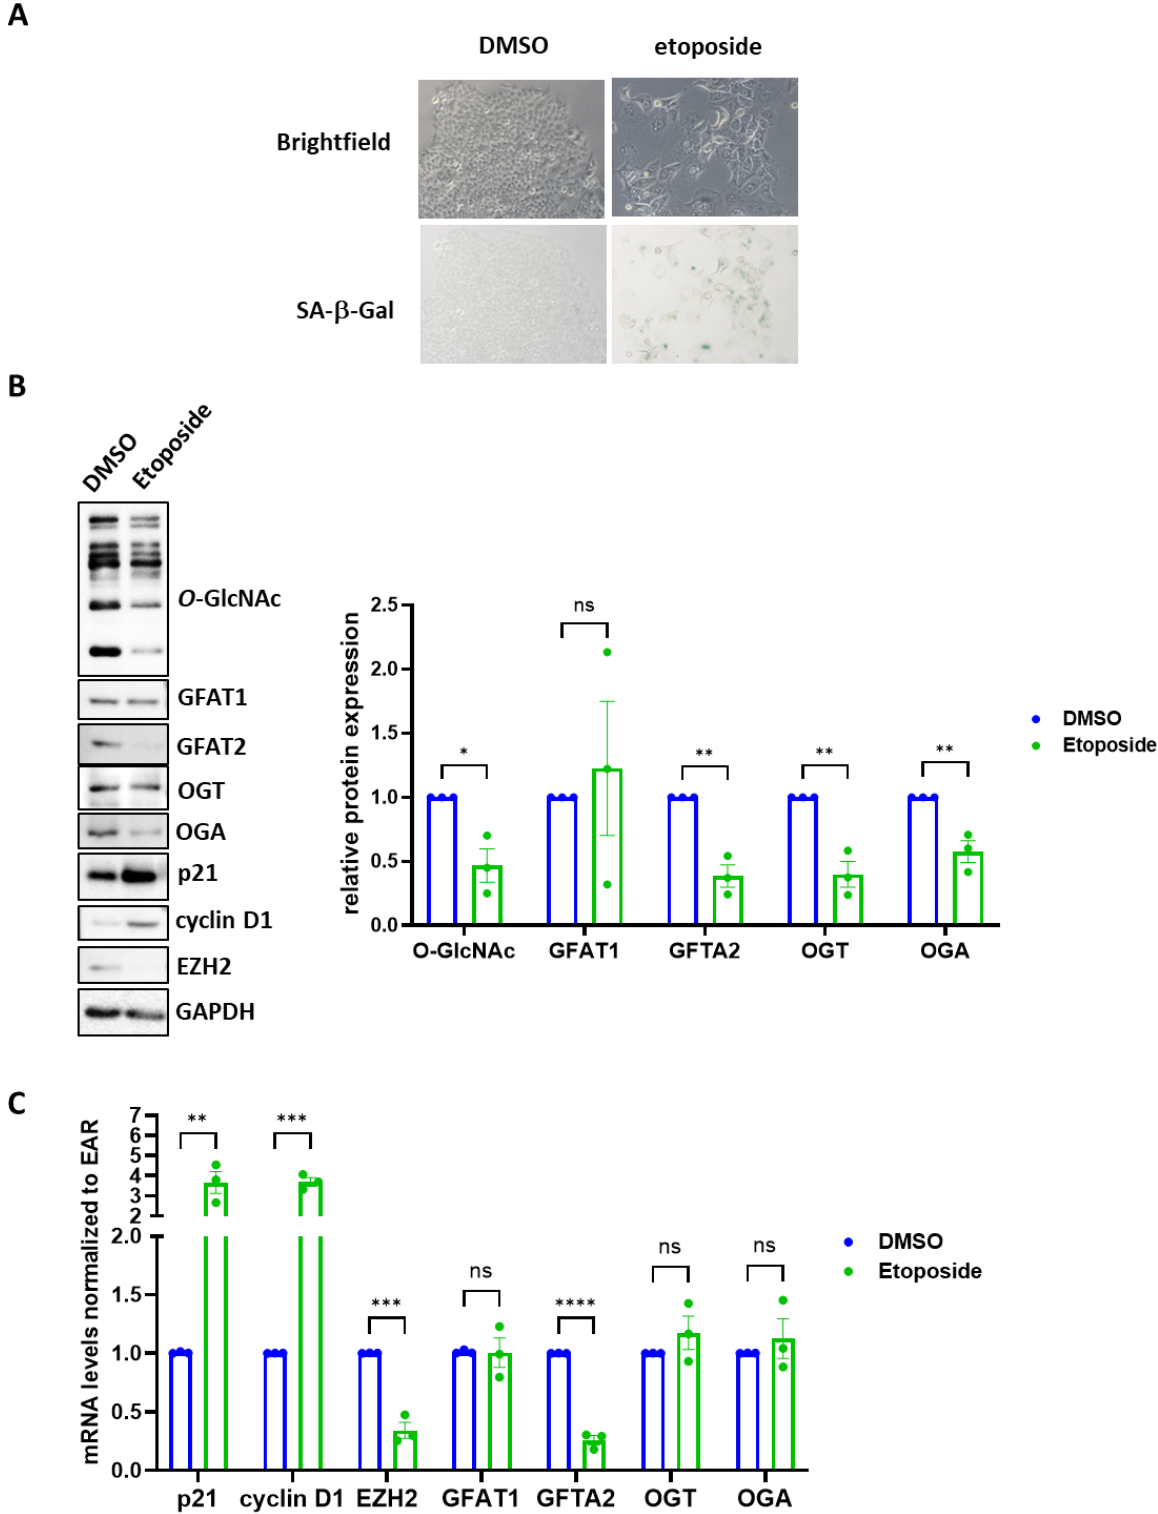 A
DMSO etoposide
Brightfield
SA-β-Gal
B
DMSO Etoposide
O-GlcNAc
GFAT1
GFAT2
OGT
OGA
p21
cyclin D1
EZH2
GAPDH
relative protein expression
2.5
2.0
1.5
1.0
0.5
0.0
ns
* ** ** **
O-GlcNAc GFAT1 GFTA2 OGT OGA
DMSO
Etoposide
C
mRNA levels normalized to EAR
7
6
5
4
3
2
2.0
1.5
1.0
0.5
0.0
** *** *** ns **** ns ns
p21 cyclin D1 EZH2 GFAT1 GFTA2 OGT OGA
DMSO
Etoposide